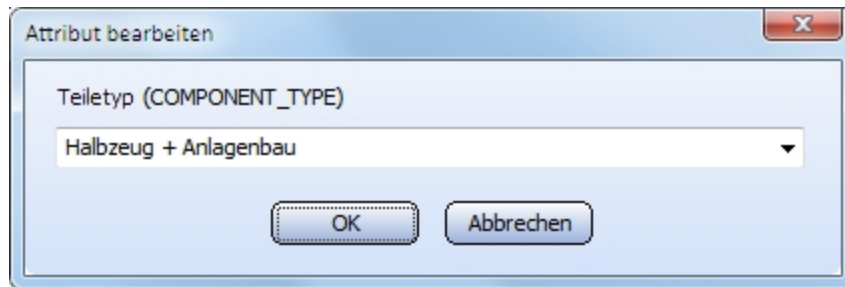 Attribut bearbeiten
Teiletyp (COMPONENT_TYPE)
Halbzeug + Anlagenbau
OK Abbrechen